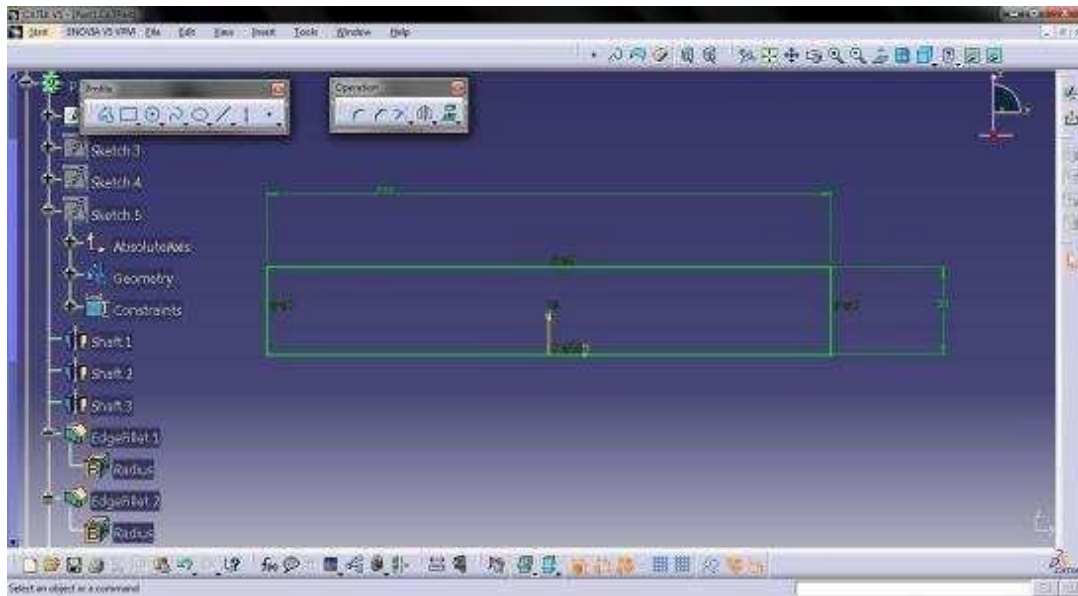 CATIA V5 - [Part1.CATPart]
Start ENOVIA V5 VPM File Edit View Insert Tools Window Help
Profile
Operation
Sketch.3
Sketch.4
Sketch.5
AbsoluteAxis
Geometry
Constraints
Shaft.1
Shaft.2
Shaft.3
EdgeFillet.1
Radius
EdgeFillet.2
Radius
Select an object or a command